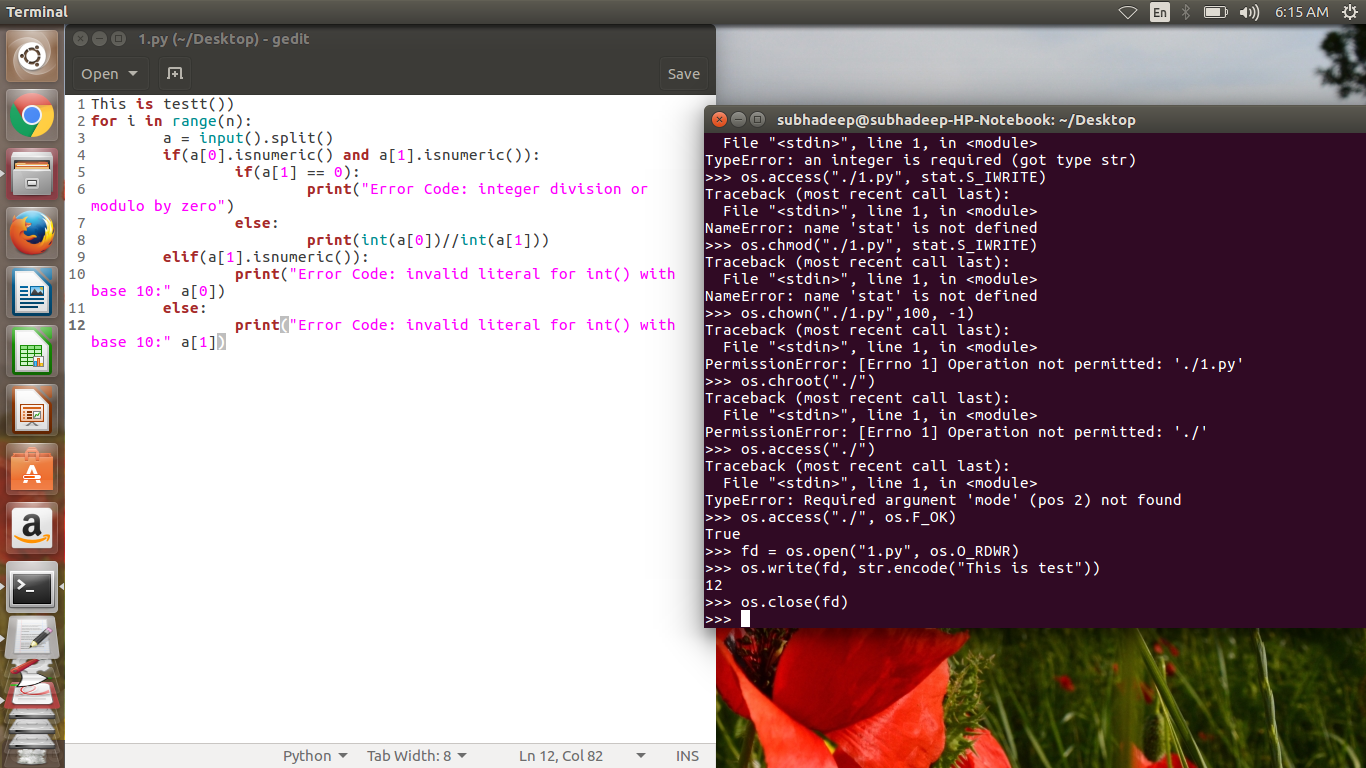 Terminal
En
6:15 AM
1.py (~/Desktop) - gedit
Open
Save
1 This is testt())
2 for i in range(n):
3 a = input().split()
4 if(a[0].isnumeric() and a[1].isnumeric()):
5 if(a[1] == 0):
6 print("Error Code: integer division or
modulo by zero")
7 else:
8 print(int(a[0])//int(a[1]))
9 elif(a[1].isnumeric()):
10 print("Error Code: invalid literal for int() with
base 10:" a[0])
11 else:
12 print("Error Code: invalid literal for int() with
base 10:" a[1])
Python
Tab Width: 8
Ln 12, Col 82
INS
subhadeep@subhadeep-HP-Notebook: ~/Desktop
File "<stdin>", line 1, in <module>
TypeError: an integer is required (got type str)
>>> os.access("./1.py", stat.S_IWRITE)
Traceback (most recent call last):
File "<stdin>", line 1, in <module>
NameError: name 'stat' is not defined
>>> os.chmod("./1.py", stat.S_IWRITE)
Traceback (most recent call last):
File "<stdin>", line 1, in <module>
NameError: name 'stat' is not defined
>>> os.chown("./1.py",100, -1)
Traceback (most recent call last):
File "<stdin>", line 1, in <module>
PermissionError: [Errno 1] Operation not permitted: './1.py'
>>> os.chroot("./")
Traceback (most recent call last):
File "<stdin>", line 1, in <module>
PermissionError: [Errno 1] Operation not permitted: './'
>>> os.access("./")
Traceback (most recent call last):
File "<stdin>", line 1, in <module>
TypeError: Required argument 'mode' (pos 2) not found
>>> os.access("./", os.F_OK)
True
>>> fd = os.open("1.py", os.O_RDWR)
>>> os.write(fd, str.encode("This is test"))
12
>>> os.close(fd)
>>>